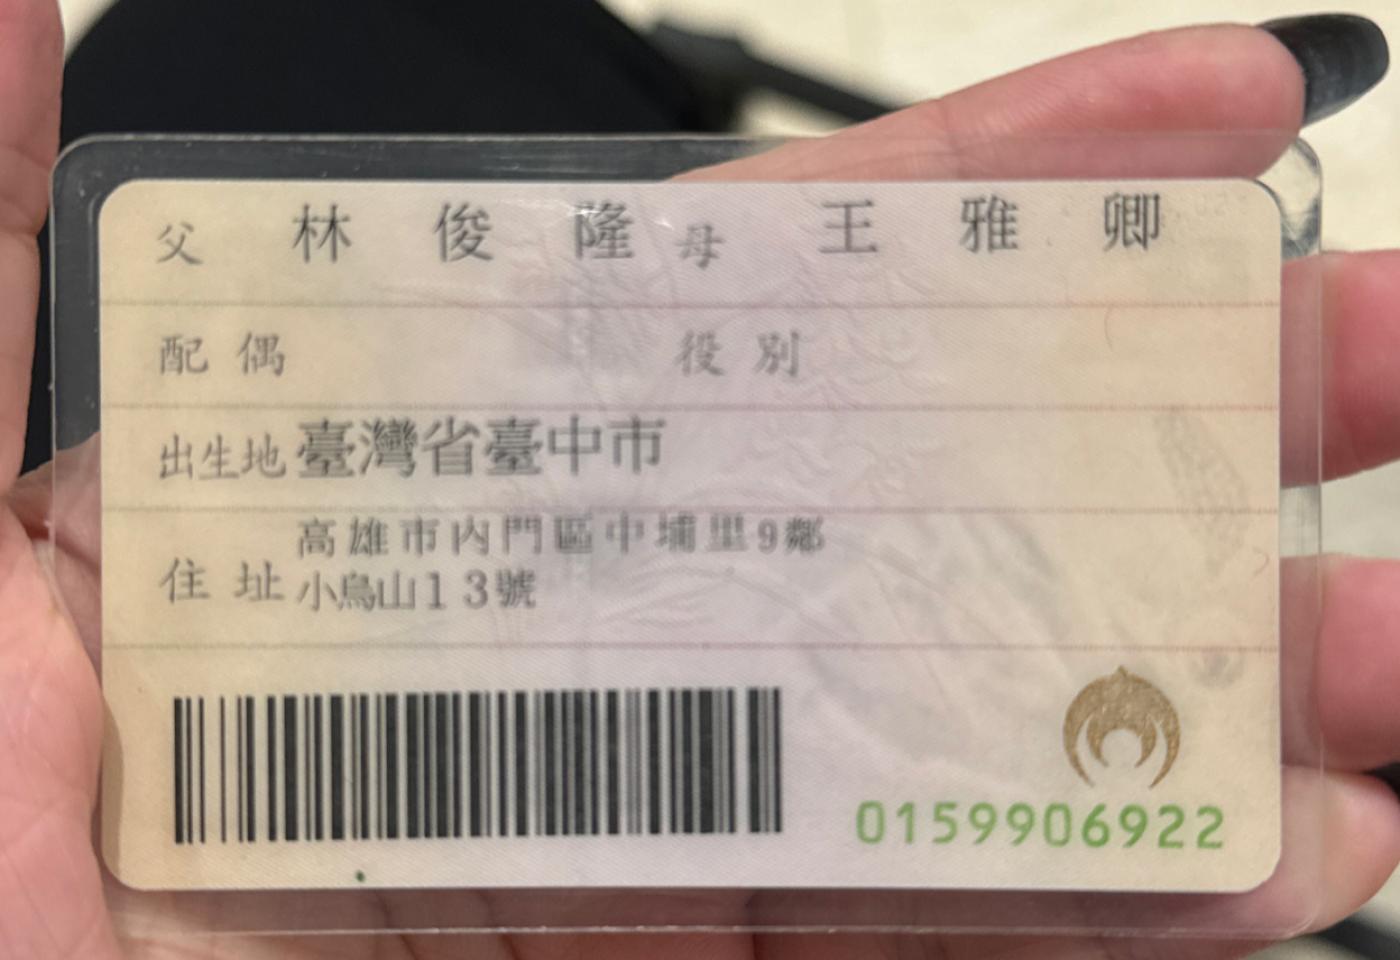 父 林俊隆 母 王雅卿
配偶 役別
出生地 臺灣省臺中市
住址 高雄市內門區中埔里9鄰
小烏山13號
0159906922